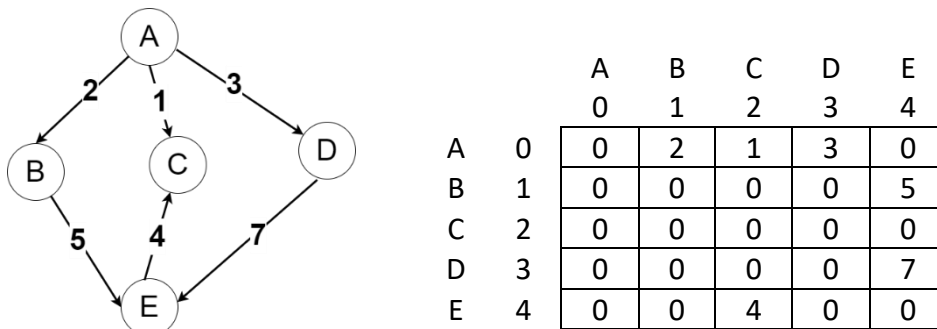 A
2
1
3
B
C
D
5
4
7
E
A B C D E
0 1 2 3 4
A 0 0 2 1 3 0
B 1 0 0 0 0 5
C 2 0 0 0 0 0
D 3 0 0 0 0 7
E 4 0 0 4 0 0